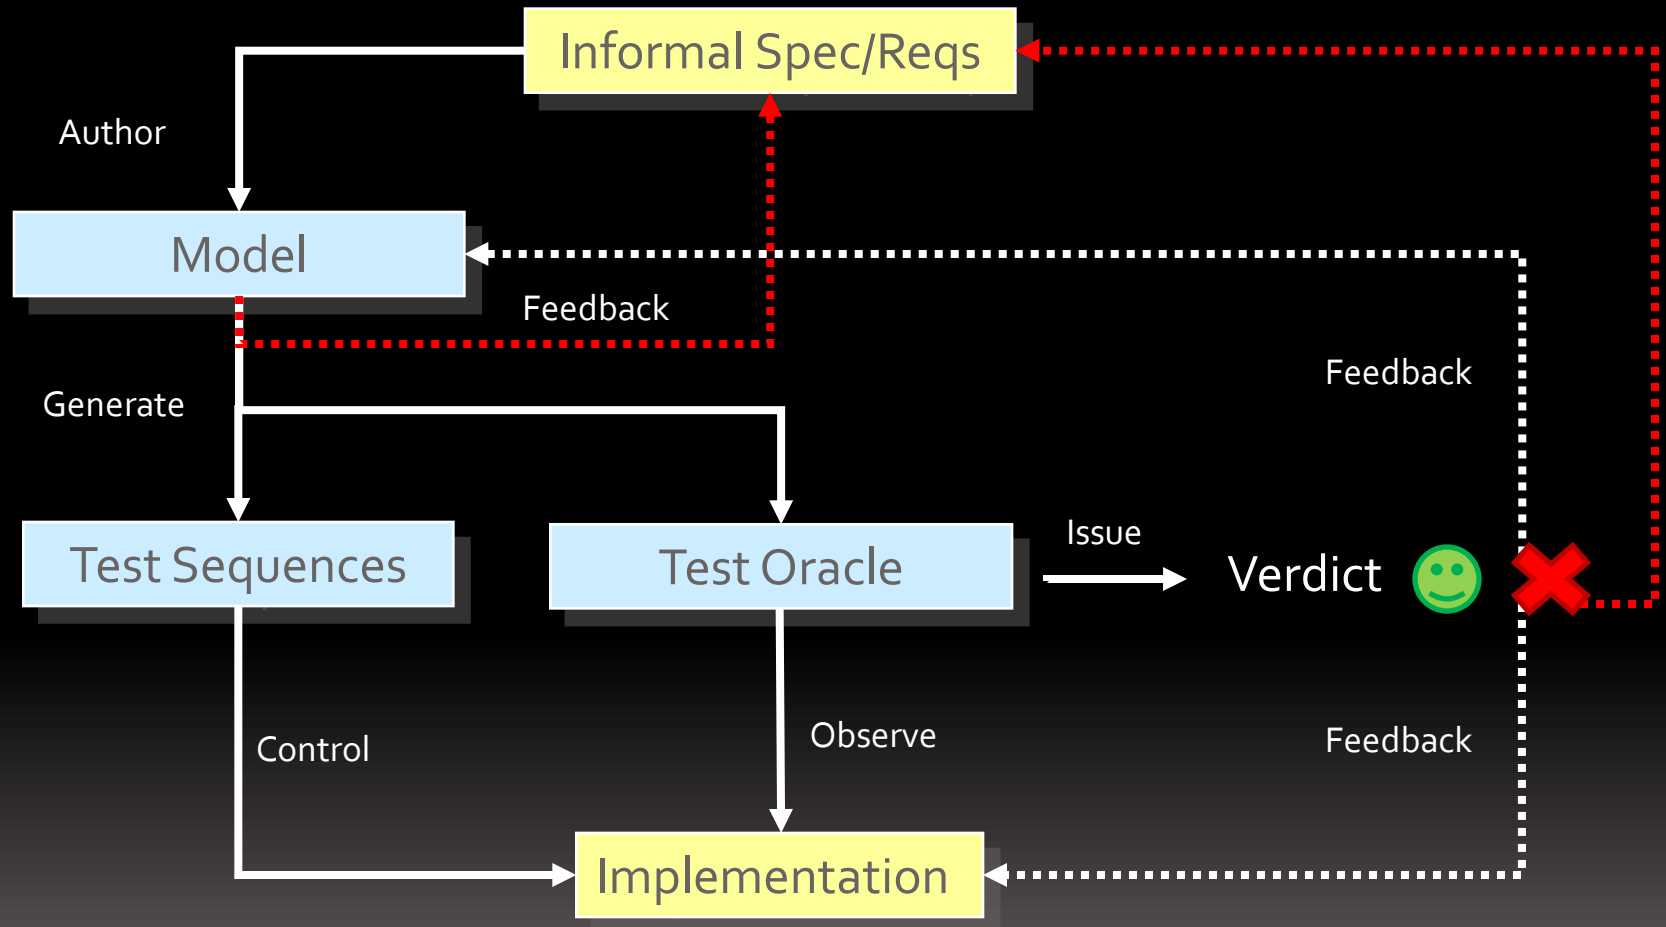 Informal Spec/Reqs
Author
Model
Feedback
Feedback
Generate
Issue
Test Sequences
Test Oracle
Verdict
Control
Observe
Feedback
Implementation